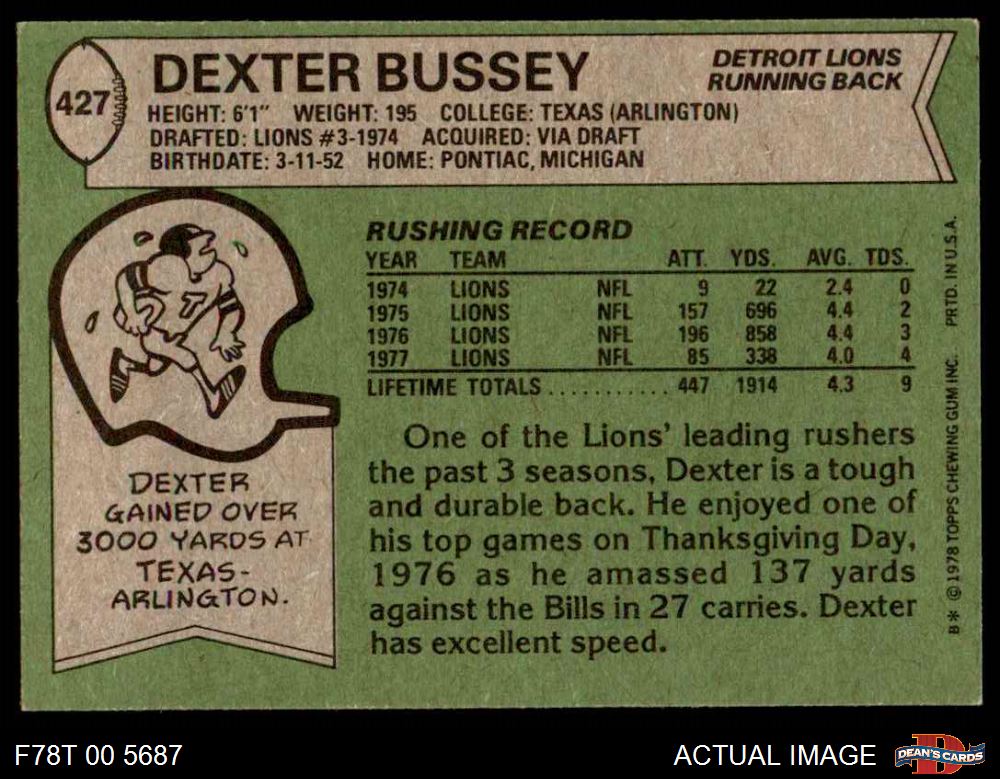 427
DEXTER BUSSEY
DETROIT LIONS
RUNNING BACK
HEIGHT: 6'1" WEIGHT: 195 COLLEGE: TEXAS (ARLINGTON)
DRAFTED: LIONS #3-1974 ACQUIRED: VIA DRAFT
BIRTHDATE: 3-11-52 HOME: PONTIAC, MICHIGAN
T
DEXTER
GAINED OVER
3000 YARDS AT
TEXAS-
ARLINGTON.
RUSHING RECORD
YEAR TEAM ATT. YDS. AVG. TDS.
1974 LIONS NFL 9 22 2.4 0
1975 LIONS NFL 157 696 4.4 2
1976 LIONS NFL 196 858 4.4 3
1977 LIONS NFL 85 338 4.0 4
LIFETIME TOTALS............ 447 1914 4.3 9
One of the Lions' leading rushers
the past 3 seasons, Dexter is a tough
and durable back. He enjoyed one of
his top games on Thanksgiving Day,
1976 as he amassed 137 yards
against the Bills in 27 carries. Dexter
has excellent speed.
B* © 1978 TOPPS CHEWING GUM INC. PRTD. IN U.S.A.
F78T 00 5687
ACTUAL IMAGE
D
DEAN'S CARDS